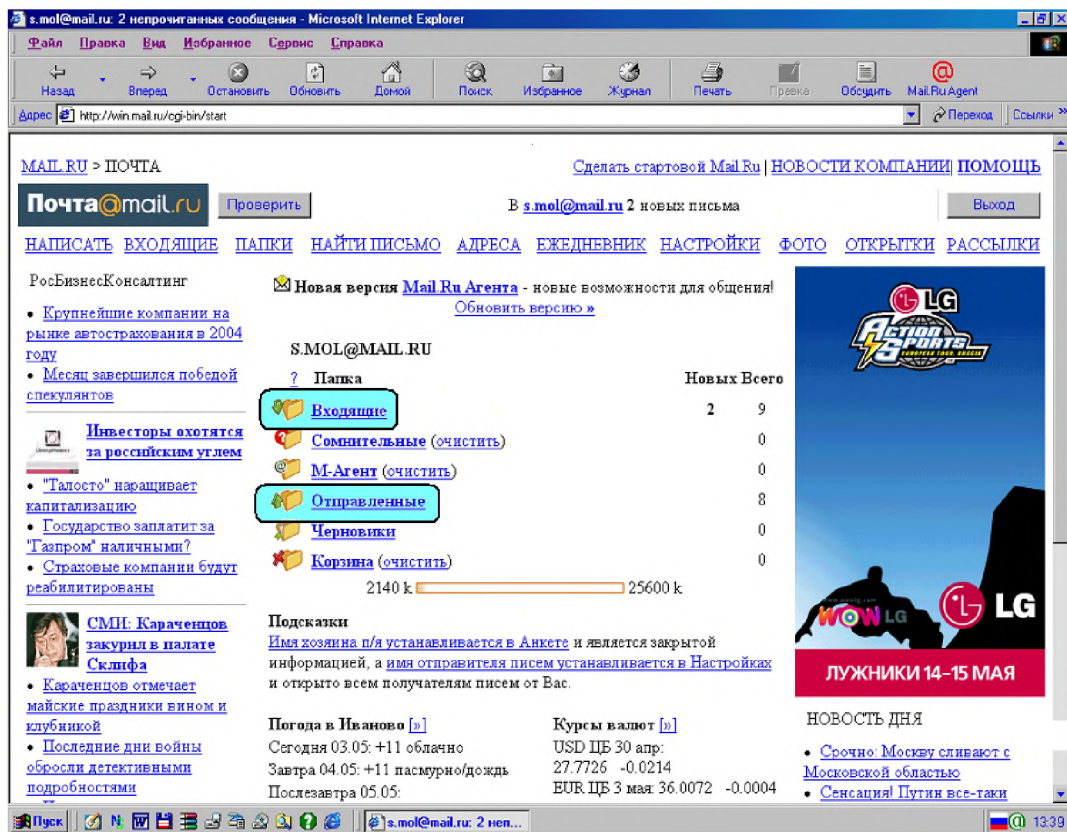 s.mol@mail.ru: 2 непрочитанных сообщения - Microsoft Internet Explorer
Файл Правка Вид Избранное Сервис Справка
Назад Вперед Остановить Обновить Домой Поиск Избранное Журнал Печать Правка Обсудить Mail.Ru Agent
Адрес http://win.mail.ru/cgi-bin/start Переход Ссылки »
MAIL.RU > ПОЧТА
Сделать стартовой Mail.Ru | НОВОСТИ КОМПАНИИ | ПОМОЩЬ
Почта@mail.ru Проверить В s.mol@mail.ru 2 новых письма Выход
НАПИСАТЬ ВХОДЯЩИЕ ПАПКИ НАЙТИ ПИСЬМО АДРЕСА ЕЖЕДНЕВНИК НАСТРОЙКИ ФОТО ОТКРЫТКИ РАССЫЛКИ
РосБизнесКонсалтинг
• Крупнейшие компании на
рынке автострахования в 2004
году
• Месяц завершился победой
спекулянтов
Инвесторы охотятся
за российским углем
• "Талосто" наращивает
капитализацию
• Государство заплатит за
"Газпром" наличными?
• Страховые компании будут
реабилитированы
СМИ: Караченцов
закурил в палате
Склифа
• Караченцов отмечает
майские праздники вином и
клубникой
• Последние дни войны
обросли детективными
подробностями
Новая версия Mail.Ru Агента - новые возможности для общения!
Обновить версию »
S.MOL@MAIL.RU
? Папка Новых Всего
Входящие 2 9
Сомнительные (очистить) 0
М-Агент (очистить) 0
Отправленные 8
Черновики 0
Корзина (очистить) 0
2140 k 25600 k
Подсказки
Имя хозяина п/я устанавливается в Анкете и является закрытой
информацией, а имя отправителя писем устанавливается в Настройках
и открыто всем получателям писем от Вас.
Погода в Иваново [»]
Сегодня 03.05: +11 облачно
Завтра 04.05: +11 пасмурно/дождь
Послезавтра 05.05:
Курсы валют [»]
USD ЦБ 30 апр:
27.7726 -0.0214
EUR ЦБ 3 мая: 36.0072 -0.0004
LG
ACTION
SPORTS
EUROPEAN TOUR, RUSSIA
WOW LG
LG
ЛУЖНИКИ 14-15 МАЯ
НОВОСТЬ ДНЯ
• Срочно: Москву сливают с
Московской областью
• Сенсация! Путин все-таки
Пуск s.mol@mail.ru: 2 неп... 13:39